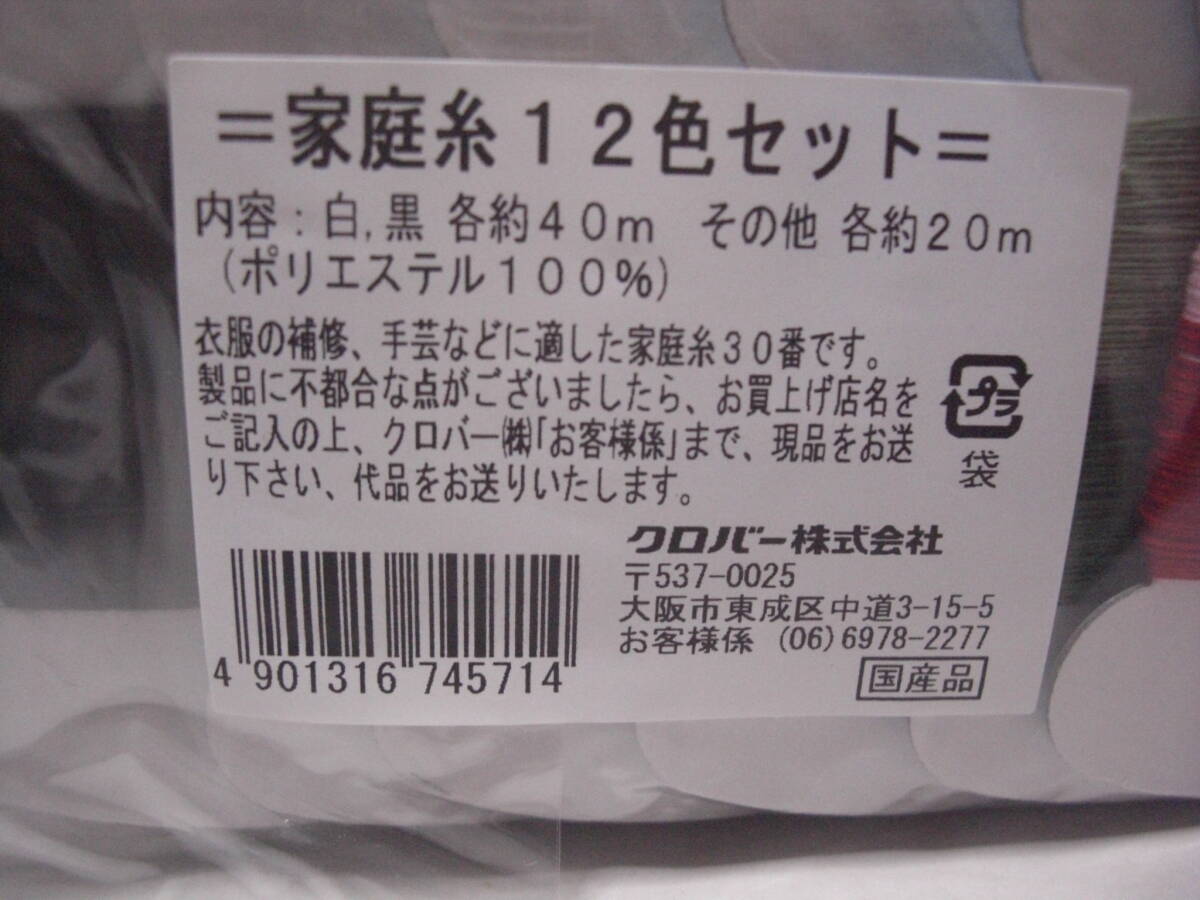 =家庭糸１２色セット=
内容：白,黒 各約４０ｍ その他 各約２０ｍ
（ポリエステル１００%）
衣服の補修、手芸などに適した家庭糸３０番です。
製品に不都合な点がございましたら、お買上げ店名を
ご記入の上、クロバー㈱「お客様係」まで、現品をお送
り下さい、代品をお送りいたします。
プラ
袋
クロバー株式会社
〒537-0025
大阪市東成区中道3-15-5
お客様係 (06)6978-2277
国産品
4 901316 745714